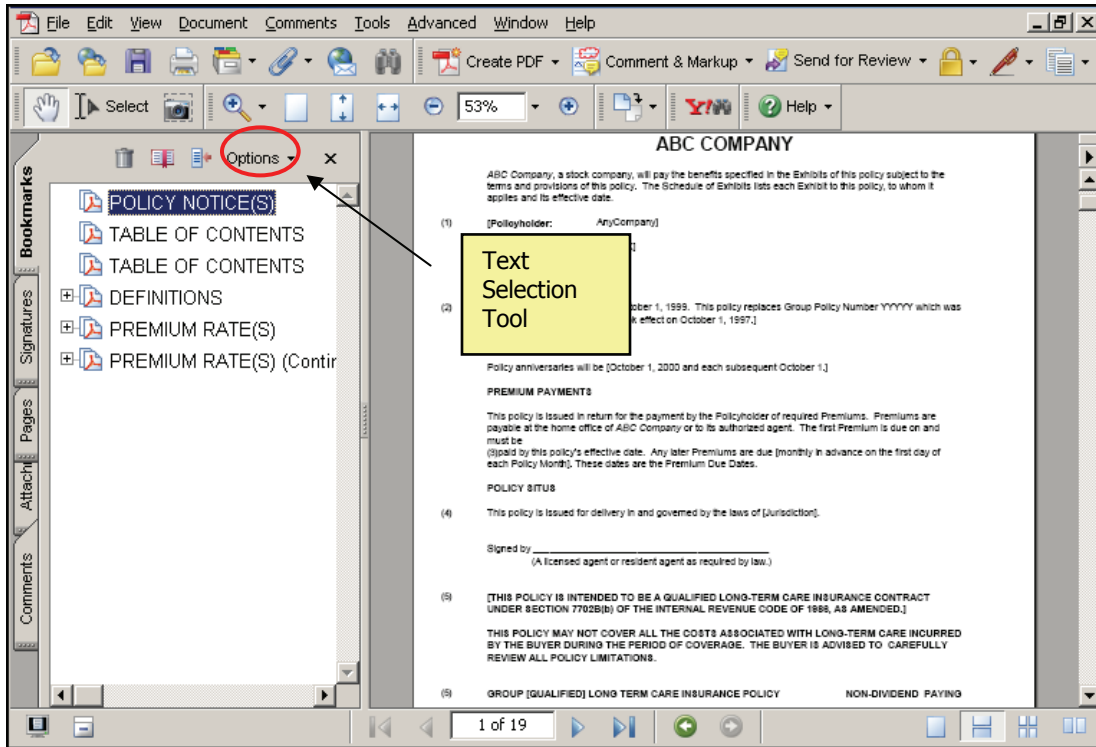 File Edit View Document Comments Tools Advanced Window Help
Create PDF Comment & Markup Send for Review
Select 53% Y! Help
Options
Bookmarks
Signatures
Pages
Attach
Comments
POLICY NOTICE(S)
TABLE OF CONTENTS
TABLE OF CONTENTS
DEFINITIONS
PREMIUM RATE(S)
PREMIUM RATE(S) (Contir
Text
Selection
Tool
ABC COMPANY
ABC Company, a stock company, will pay the benefits specified in the Exhibits of this policy subject to the
terms and provisions of this policy. The Schedule of Exhibits lists each Exhibit to this policy, to whom it
applies and its effective date.
(1) [Policyholder: AnyCompany]
(2) tober 1, 1999. This policy replaces Group Policy Number YYYYY which was
k effect on October 1, 1997.]
Policy anniversaries will be [October 1, 2000 and each subsequent October 1.]
PREMIUM PAYMENTS
This policy is issued in return for the payment by the Policyholder of required Premiums. Premiums are
payable at the home office of ABC Company or to its authorized agent. The first Premium is due on and
must be
(3)paid by this policy's effective date. Any later Premiums are due [monthly in advance on the first day of
each Policy Month]. These dates are the Premium Due Dates.
POLICY SITUS
(4) This policy is issued for delivery in and governed by the laws of [Jurisdiction].
Signed by
(A licensed agent or resident agent as required by law.)
(5) [THIS POLICY IS INTENDED TO BE A QUALIFIED LONG-TERM CARE INSURANCE CONTRACT
UNDER SECTION 7702B(b) OF THE INTERNAL REVENUE CODE OF 1986, AS AMENDED.]
THIS POLICY MAY NOT COVER ALL THE COSTS ASSOCIATED WITH LONG-TERM CARE INCURRED
BY THE BUYER DURING THE PERIOD OF COVERAGE. THE BUYER IS ADVISED TO CAREFULLY
REVIEW ALL POLICY LIMITATIONS.
(5) GROUP [QUALIFIED] LONG TERM CARE INSURANCE POLICY NON-DIVIDEND PAYING
1 of 19